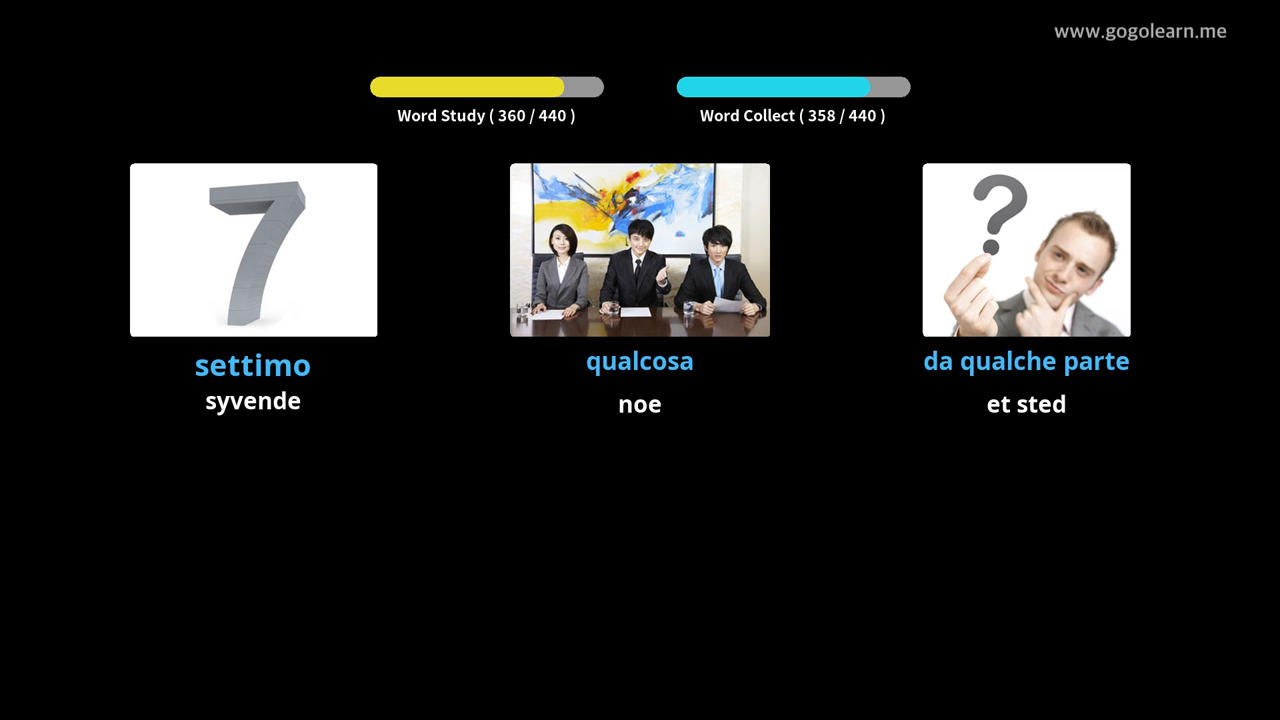 www.gogolearn.me
Word Study ( 360 / 440 )
Word Collect ( 358 / 440 )
7
settimo
syvende
qualcosa
noe
?
da qualche parte
et sted